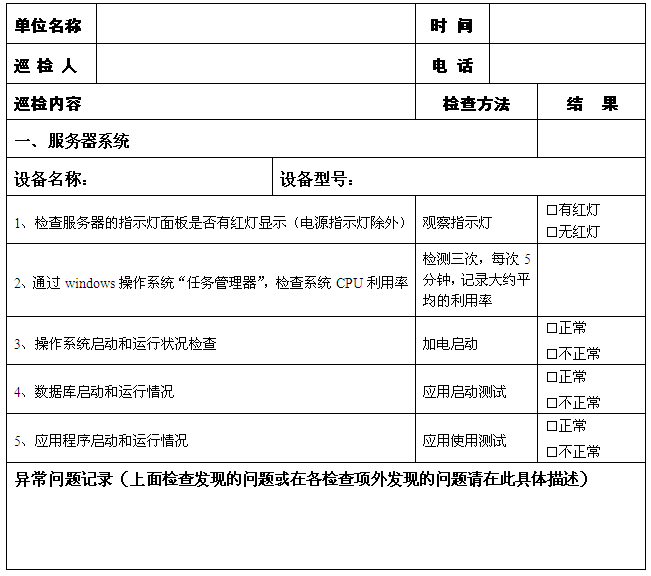 单位名称 时 间
巡 检 人 电 话
巡检内容 检查方法 结 果
一、服务器系统
设备名称： 设备型号：
1、检查服务器的指示灯面板是否有红灯显示（电源指示灯除外） 观察指示灯 □有红灯
□无红灯
2、通过 windows 操作系统“任务管理器”，检查系统 CPU 利用率 检测三次，每次 5
分钟，记录大约平
均的利用率
3、操作系统启动和运行状况检查 加电启动 □正常
□不正常
4、数据库启动和运行情况 应用启动测试 □正常
□不正常
5、应用程序启动和运行情况 应用使用测试 □正常
□不正常
异常问题记录（上面检查发现的问题或在各检查项外发现的问题请在此具体描述）